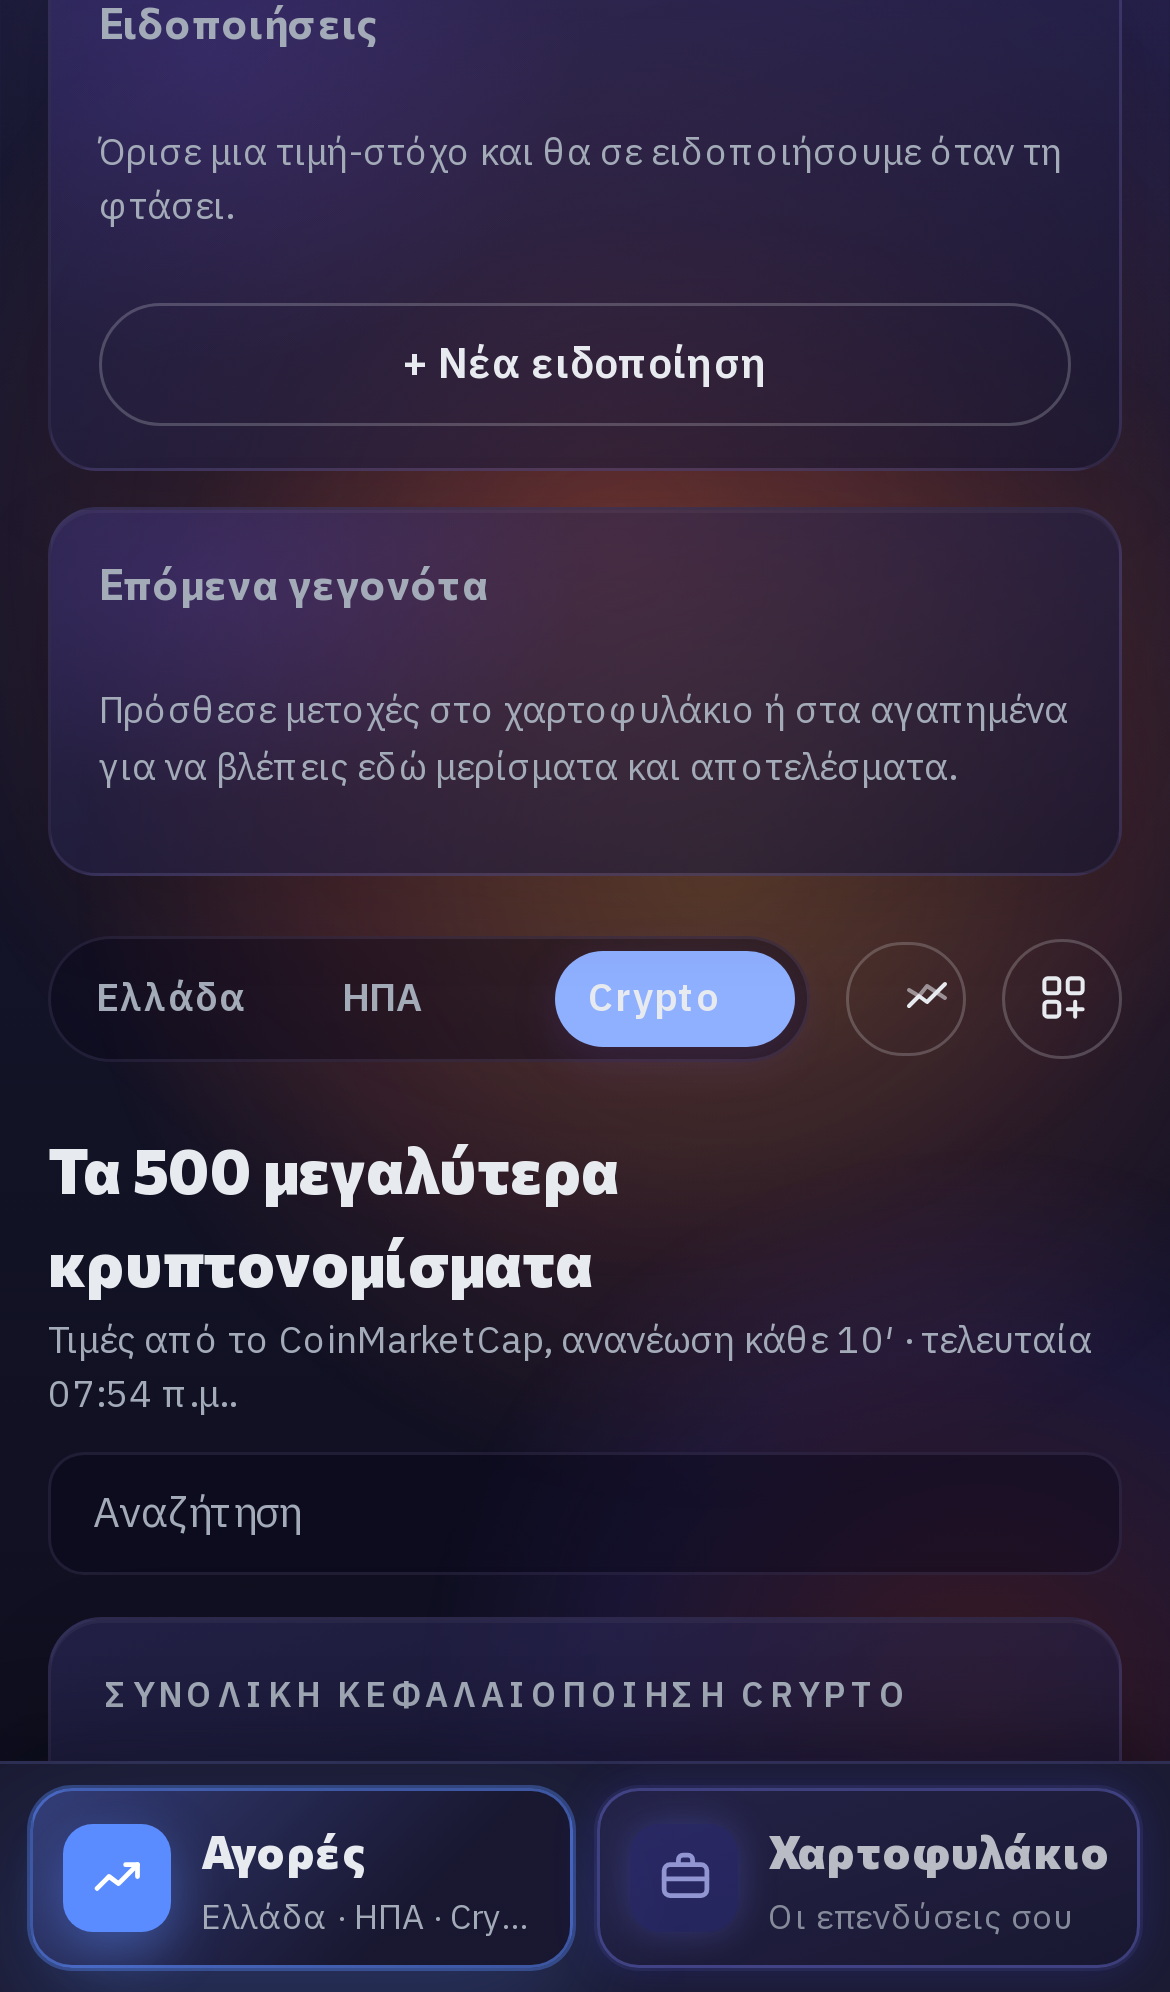 Ειδοποιήσεις
Όρισε μια τιμή-στόχο και θα σε ειδοποιήσουμε όταν τη
φτάσει.
+ Νέα ειδοποίηση
Επόμενα γεγονότα
Πρόσθεσε μετοχές στο χαρτοφυλάκιο ή στα αγαπημένα
για να βλέπεις εδώ μερίσματα και αποτελέσματα.
Ελλάδα ΗΠΑ Crypto
Τα 500 μεγαλύτερα
κρυπτονομίσματα
Τιμές από το CoinMarketCap, ανανέωση κάθε 10′ · τελευταία
07:54 π.μ..
Αναζήτηση
ΣΥΝΟΛΙΚΗ ΚΕΦΑΛΑΙΟΠΟΙΗΣΗ CRYPTO
Αγορές
Ελλάδα · ΗΠΑ · Cry...
Χαρτοφυλάκιο
Οι επενδύσεις σου